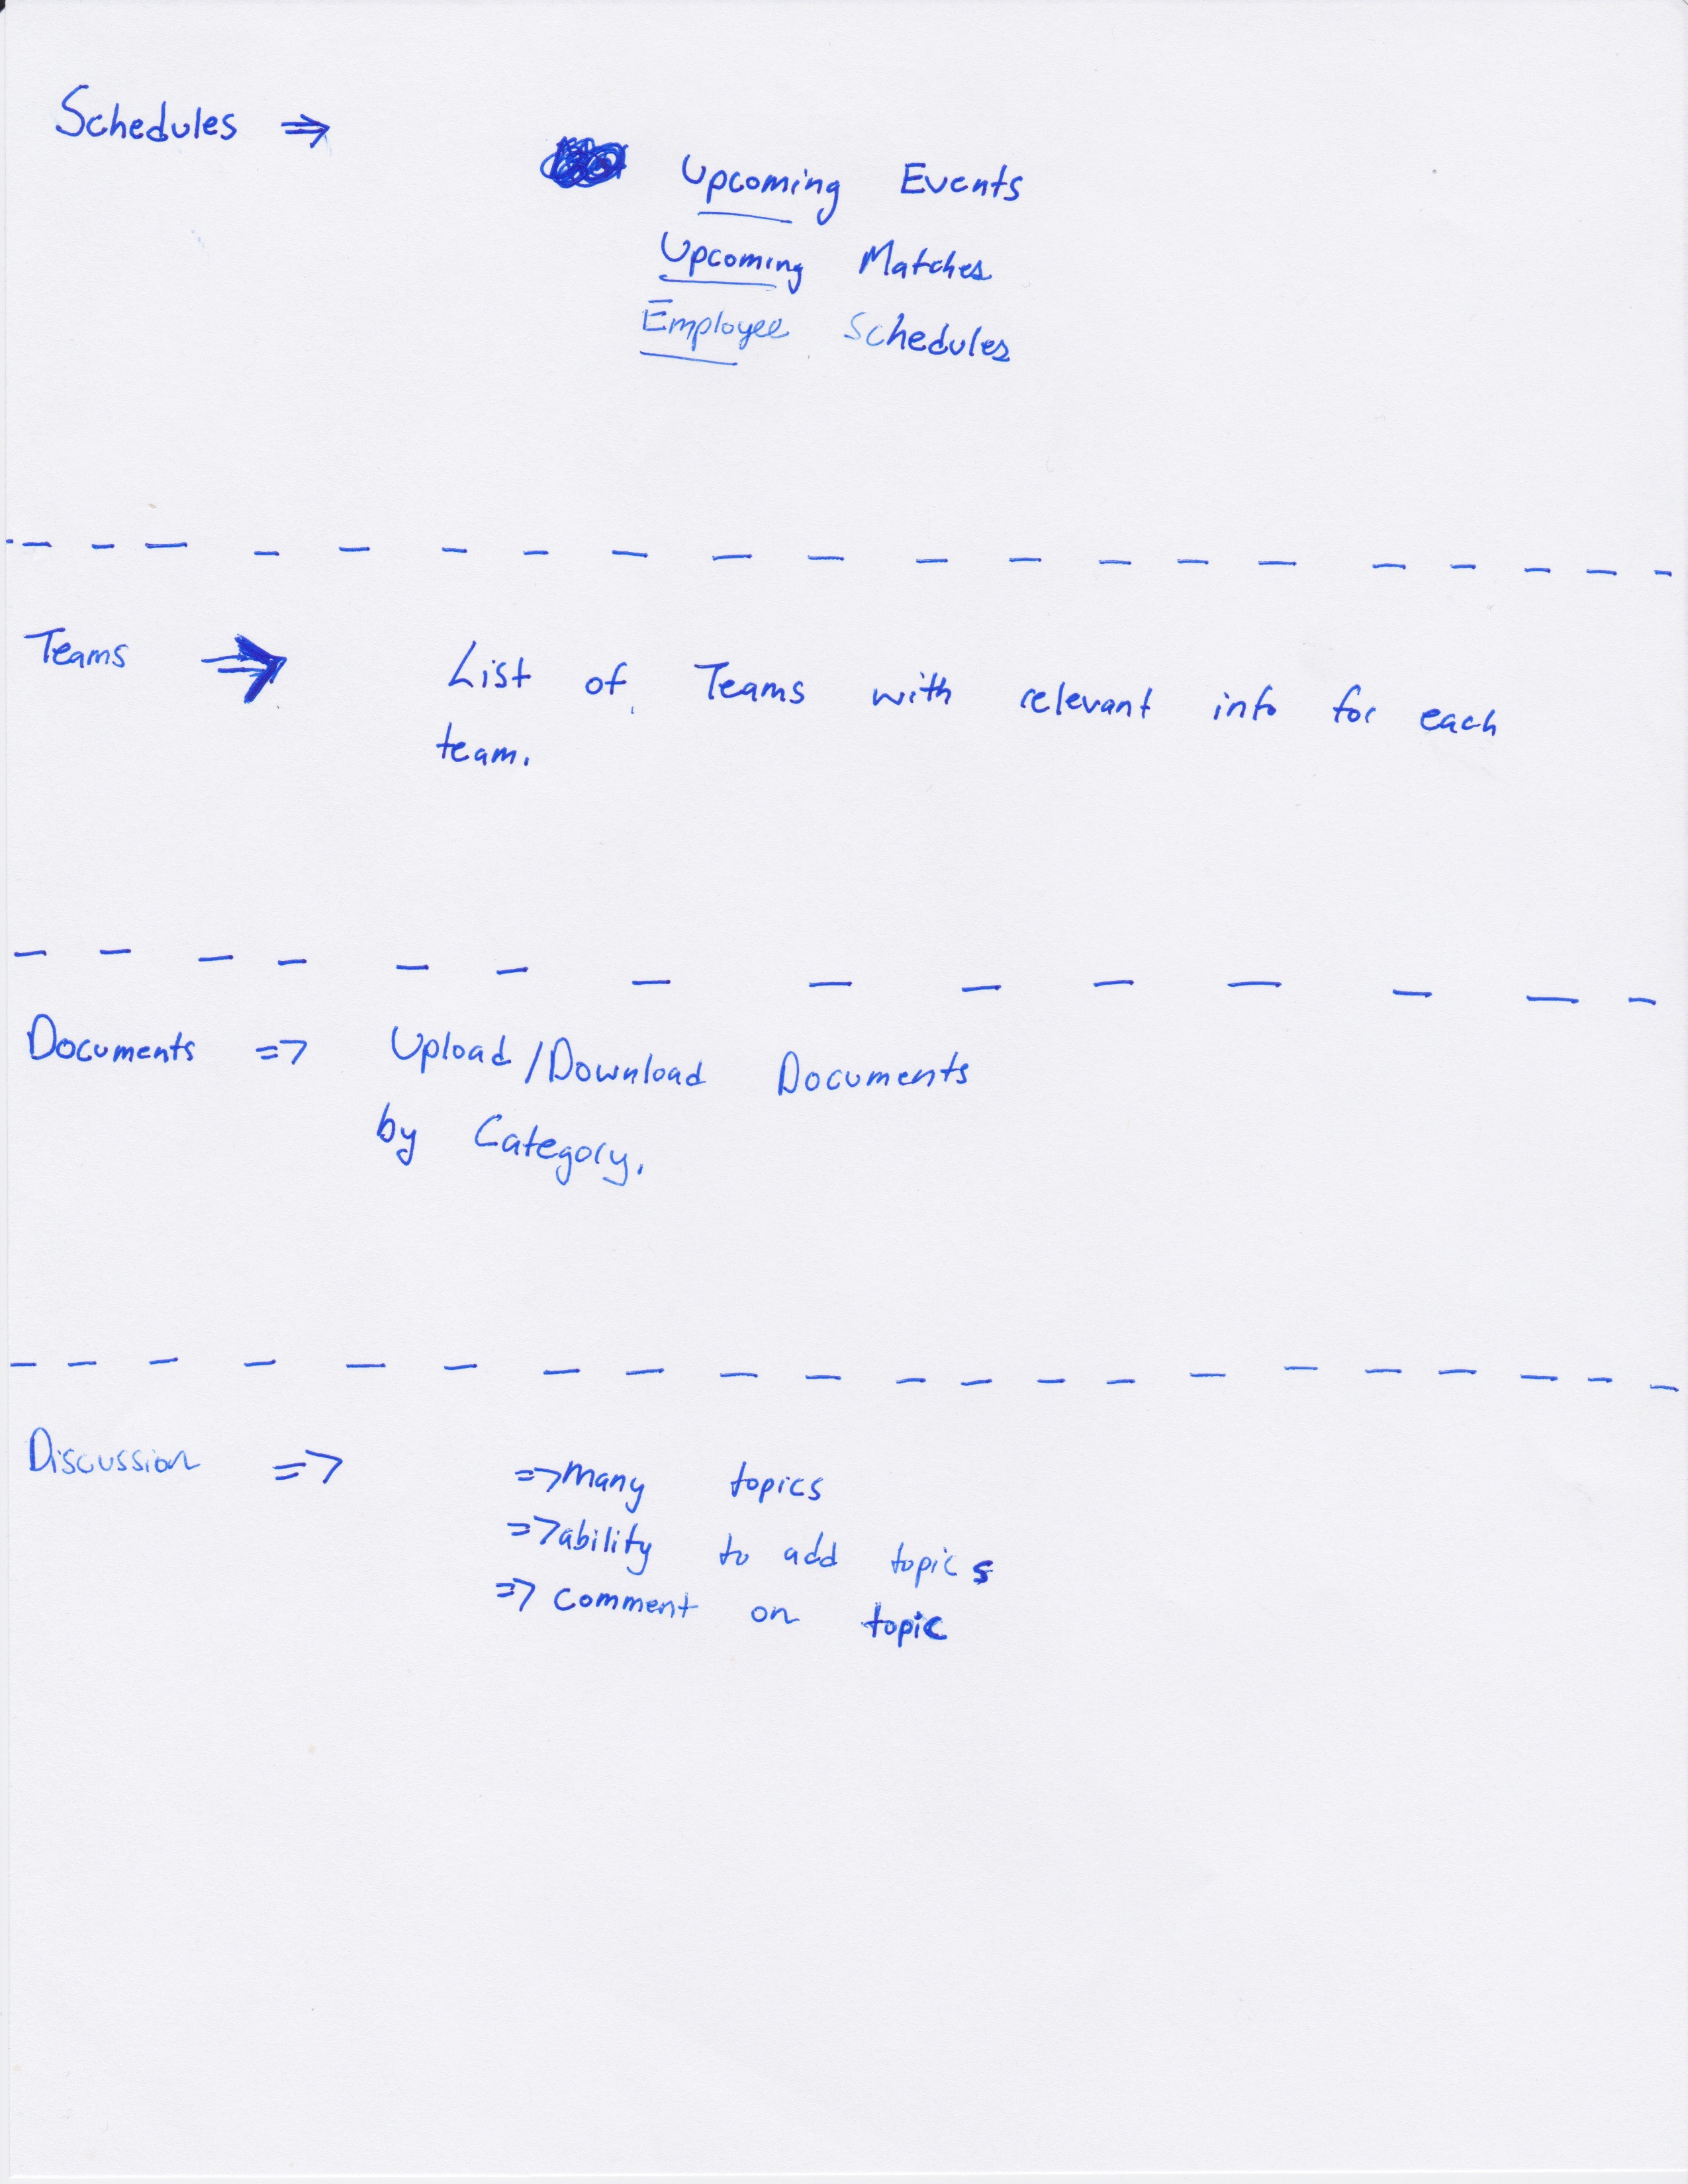 Schedules ⇒
Upcoming Events
Upcoming Matches
Employee Schedules
Teams ⇒ List of Teams with relevant info for each
team.
Documents => Upload/Download Documents
by Category.
Discussion =>
=> many topics
=> ability to add topics
=> comment on topic